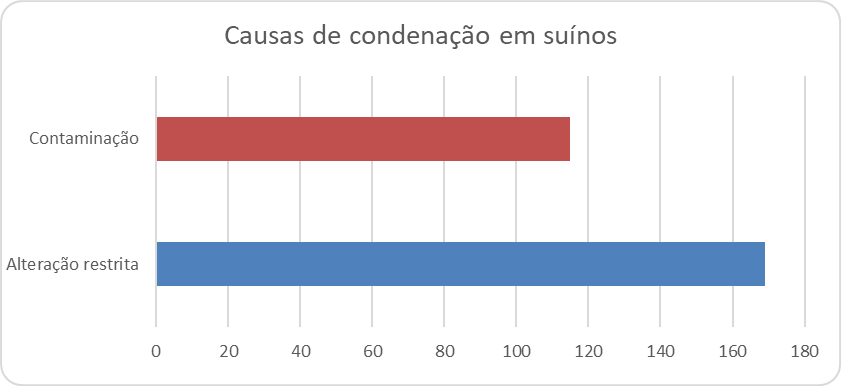 Causas de condenação em suínos
Contaminação
Alteração restrita
0 20 40 60 80 100 120 140 160 180